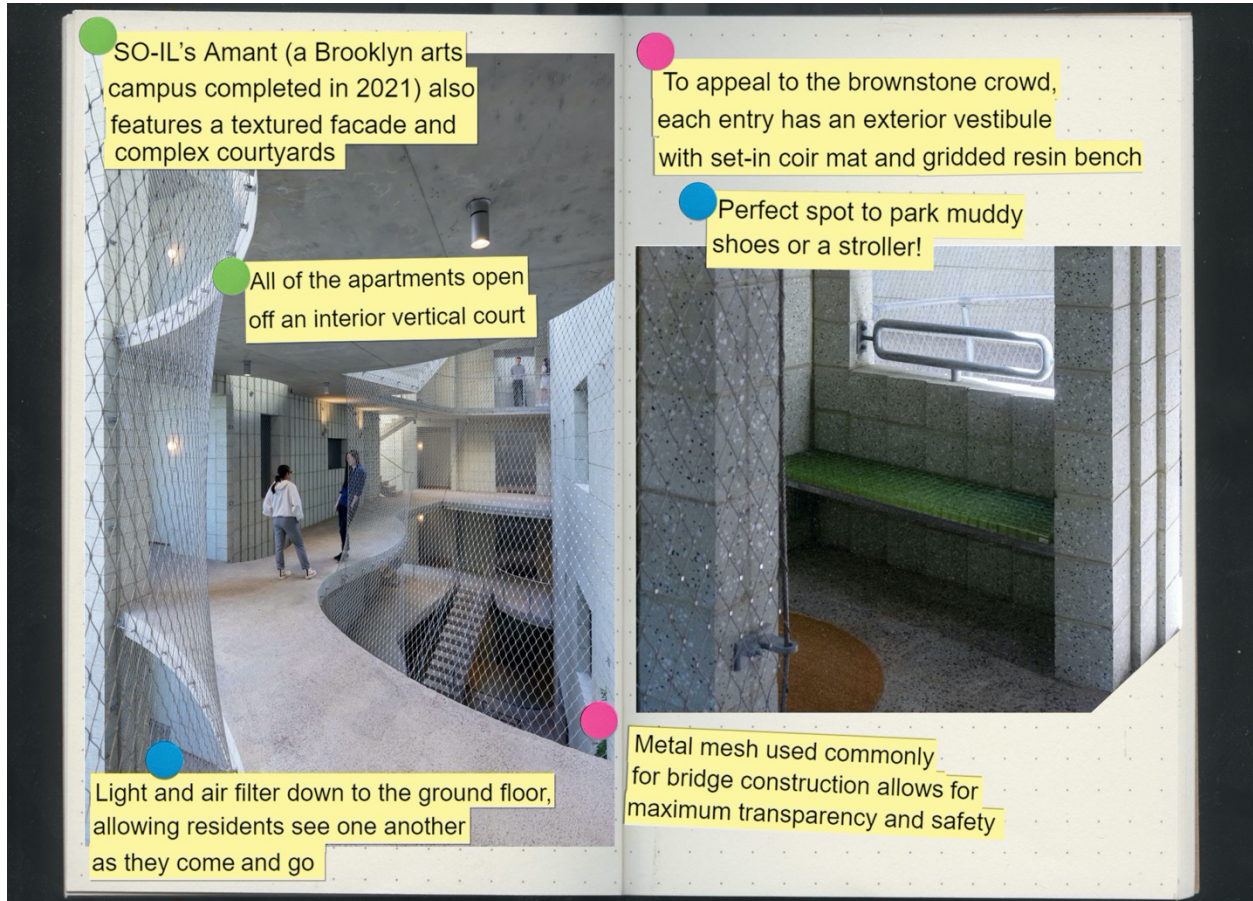 SO-IL’s Amant (a Brooklyn arts
campus completed in 2021) also
features a textured facade and
complex courtyards
All of the apartments open
off an interior vertical court
Light and air filter down to the ground floor,
allowing residents see one another
as they come and go
To appeal to the brownstone crowd,
each entry has an exterior vestibule
with set-in coir mat and gridded resin bench
Perfect spot to park muddy
shoes or a stroller!
Metal mesh used commonly
for bridge construction allows for
maximum transparency and safety